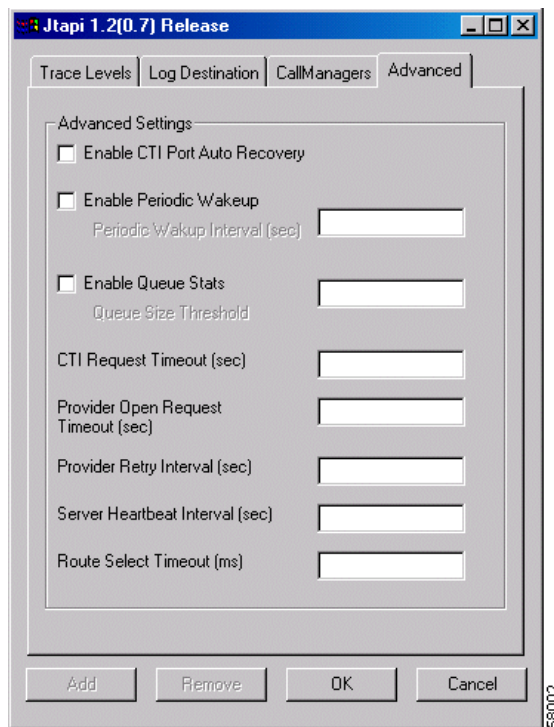 Jtapi 1.2(0.7) Release
Trace Levels
Log Destination
CallManagers
Advanced
Advanced Settings
Enable CTI Port Auto Recovery
Enable Periodic Wakeup
Periodic Wakup Interval (sec)
Enable Queue Stats
Queue Size Threshold
CTI Request Timeout (sec)
Provider Open Request
Timeout (sec)
Provider Retry Interval (sec)
Server Heartbeat Interval (sec)
Route Select Timeout (ms)
Add
Remove
OK
Cancel